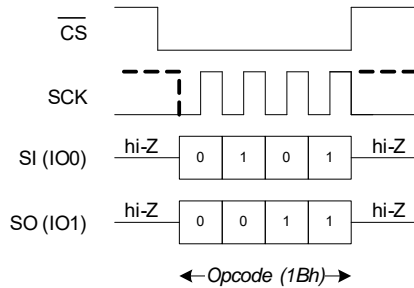 CS
SCK
hi-Z hi-Z
SI (IO0) 0 1 0 1
hi-Z hi-Z
SO (IO1) 0 0 1 1
Opcode (1Bh)